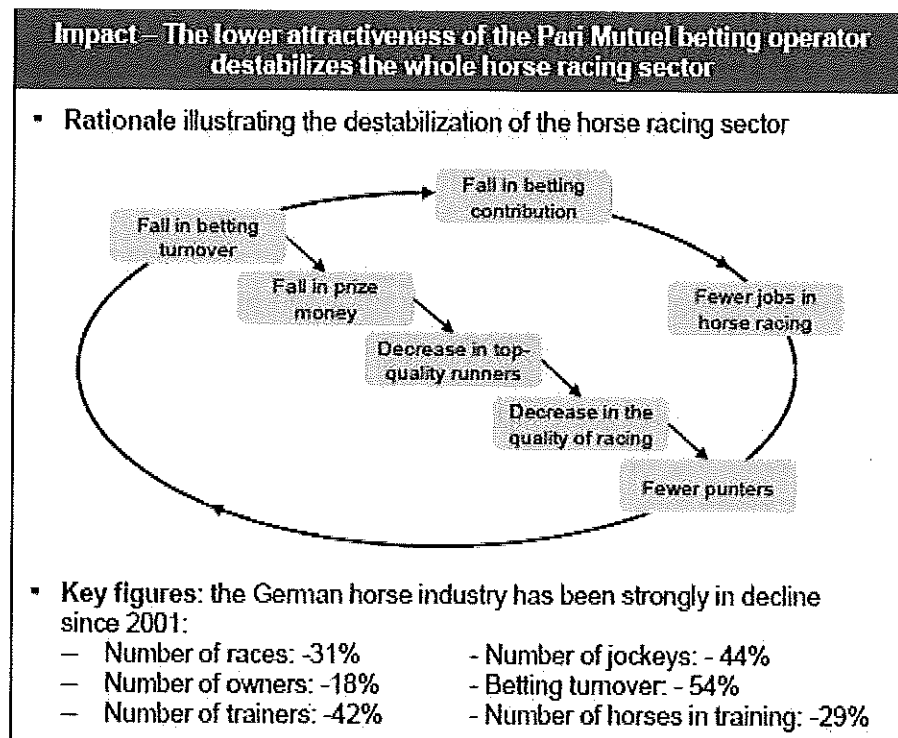 Impact – The lower attractiveness of the Pari Mutuel betting operator
destabilizes the whole horse racing sector
▪ Rationale illustrating the destabilization of the horse racing sector
Fall in betting
contribution
Fall in betting
turnover
Fall in prize
money
Fewer jobs in
horse racing
Decrease in top-
quality runners
Decrease in the
quality of racing
Fewer punters
▪ Key figures: the German horse industry has been strongly in decline
since 2001:
– Number of races: -31%
- Number of jockeys: - 44%
– Number of owners: -18%
- Betting turnover: - 54%
– Number of trainers: -42%
- Number of horses in training: -29%